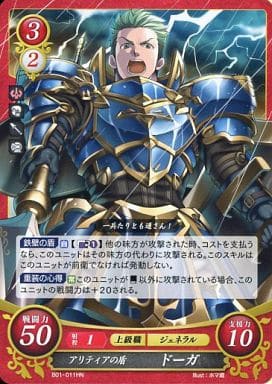 3
2
一兵たりとも通さん！
鉄壁の盾 1 他の味方が攻撃された時、コストを支払う
なら、このユニットはその味方の代わりに攻撃される。このスキルは
このユニットが前衛でなければ発動しない。
重装の心得 このユニットが 以外に攻撃されている場合、この
ユニットの戦闘力は＋20される。
戦闘力
50
射程 1 上級職 ジェネラル
アリティアの盾 ドーガ
支援力
10
B01-011HN
Illust：ホマ蔵